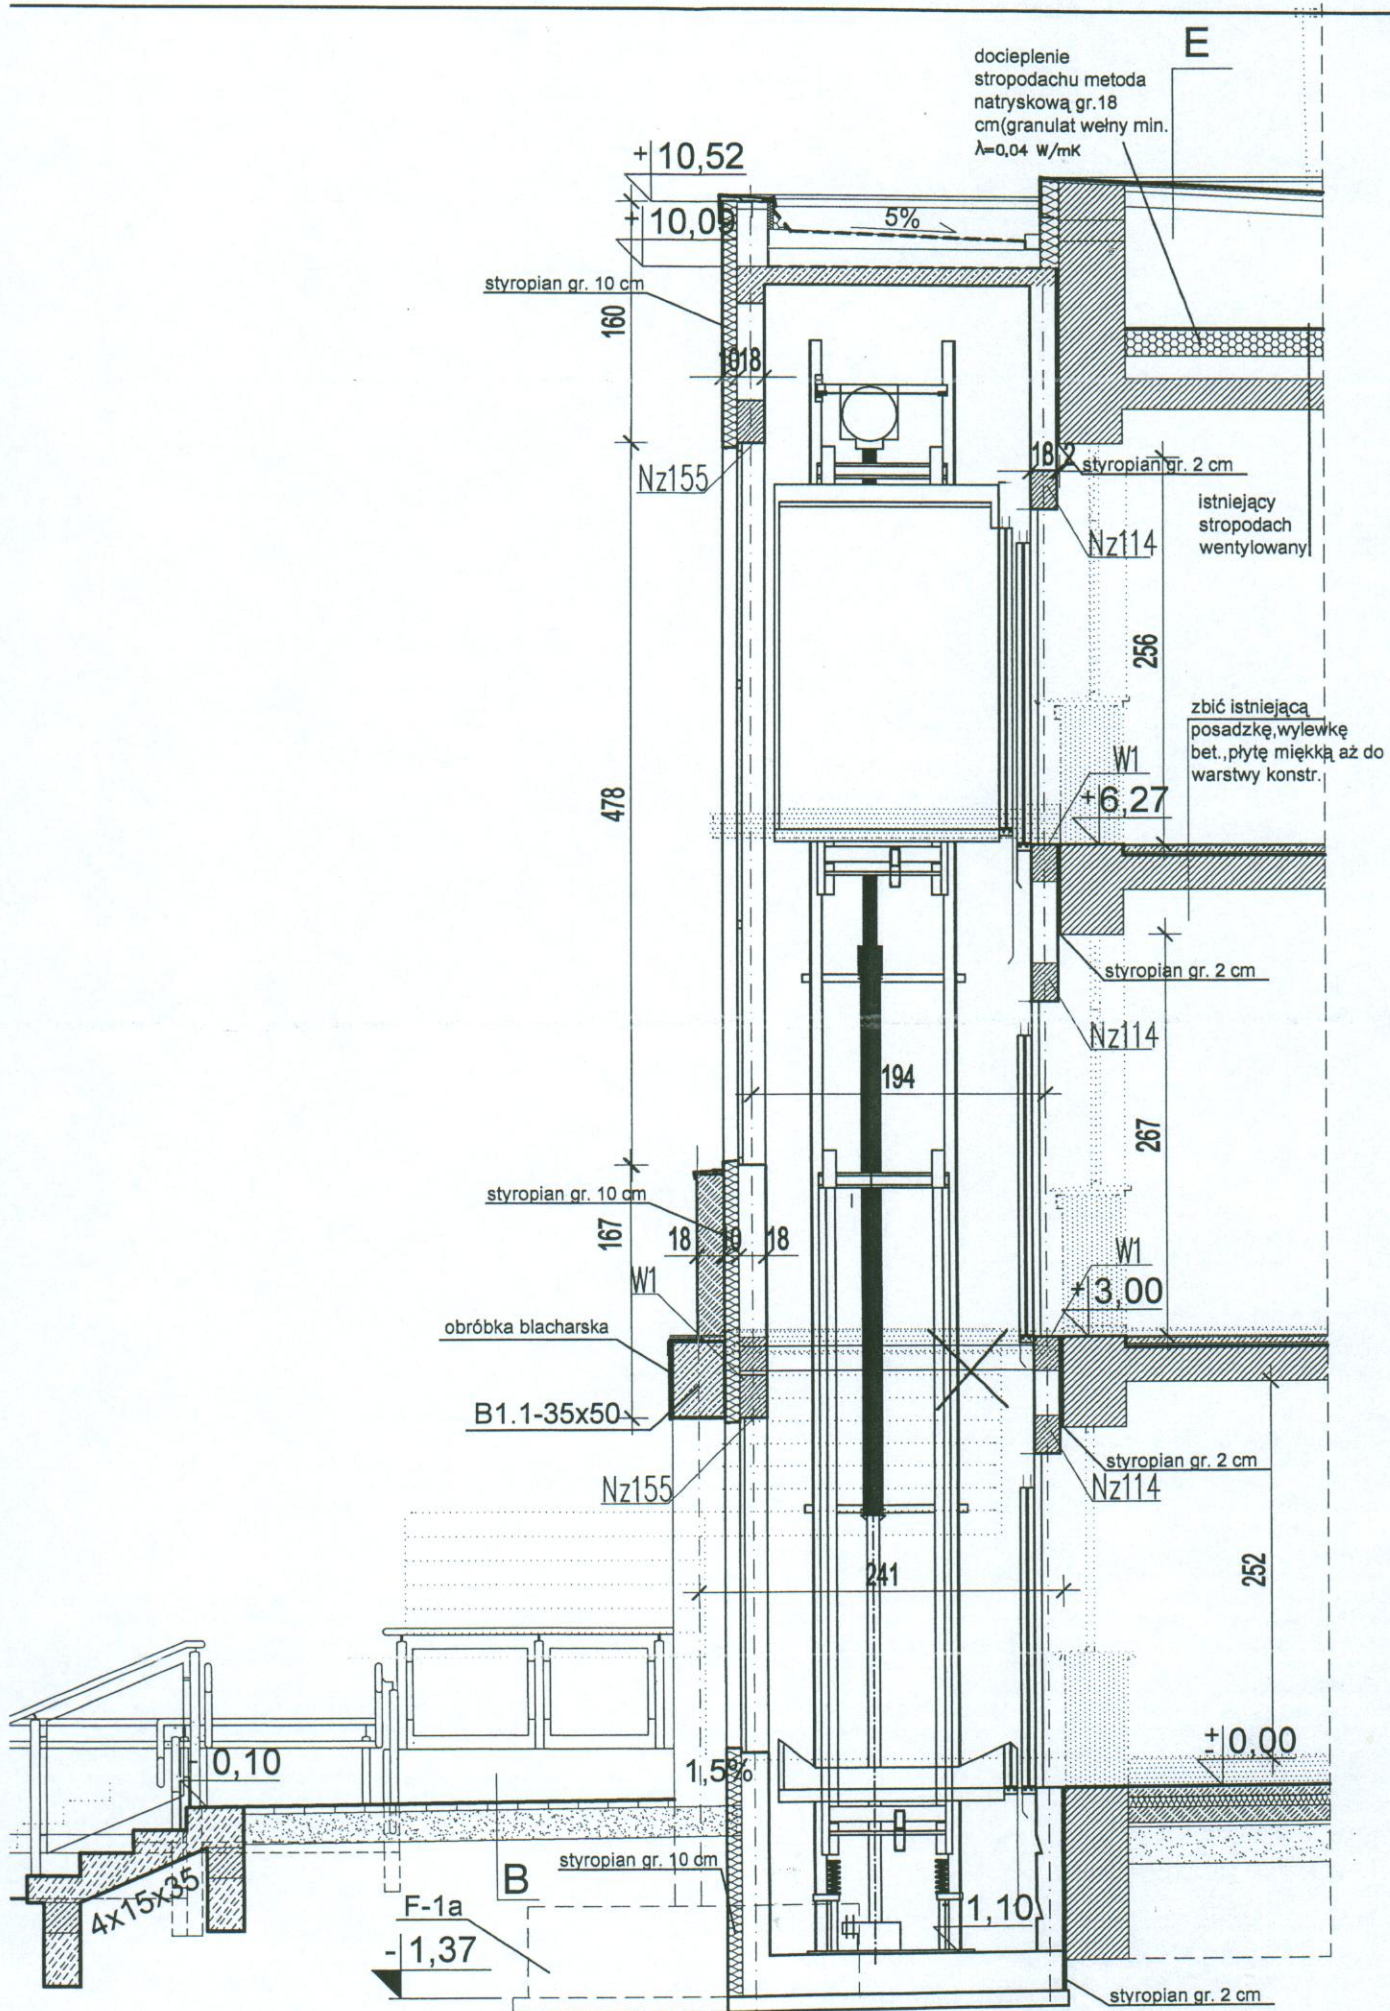 E
docieplenie
stropodachu metoda
natryskową gr.18
cm(granulat wełny min.
λ=0,04 W/mK
+ 10,52
+ 10,09
5%
styropian gr. 10 cm
160
1018
Nz155
18 2
styropian gr. 2 cm
istniejący
stropodach
wentylowany
Nz114
256
zbić istniejącą
posadzkę,wylewkę
bet.,płytę miękką aż do
warstwy konstr.
W1
+6,27
478
styropian gr. 2 cm
Nz114
194
267
styropian gr. 10 cm
167
18 10 18
W1
W1
+ 3,00
obróbka blacharska
B1.1-35x50
styropian gr. 2 cm
Nz155
Nz114
252
241
± 0,00
- 0,10
1,5%
styropian gr. 10 cm
B
4x15x35
F-1a
1,10
- 1,37
styropian gr. 2 cm